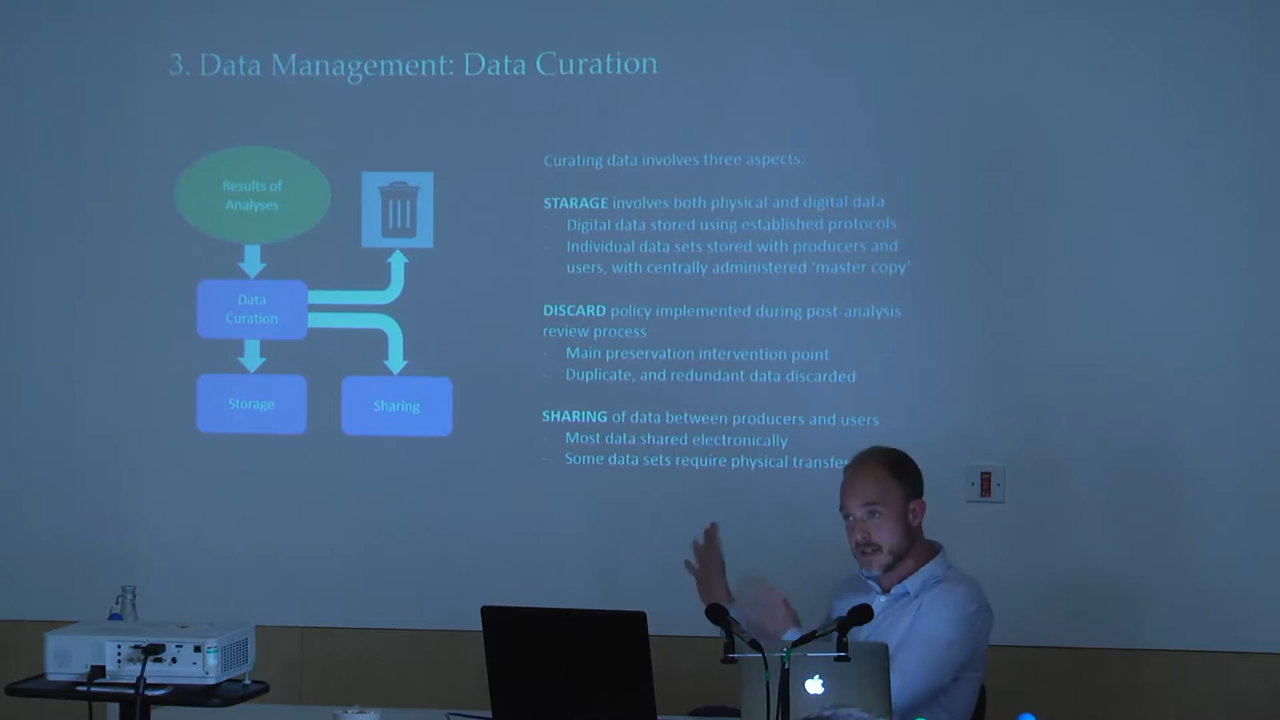 3. Data Management: Data Curation
Results of
Analyses
Data
Curation
Storage
Sharing
Curating data involves three aspects:
STARAGE involves both physical and digital data
Digital data stored using established protocols
Individual data sets stored with producers and
users, with centrally administered 'master copy'
DISCARD policy implemented during post-analysis
review process
- Main preservation intervention point
- Duplicate, and redundant data discarded
SHARING of data between producers and users
- Most data shared electronically
- Some data sets require physical transfe